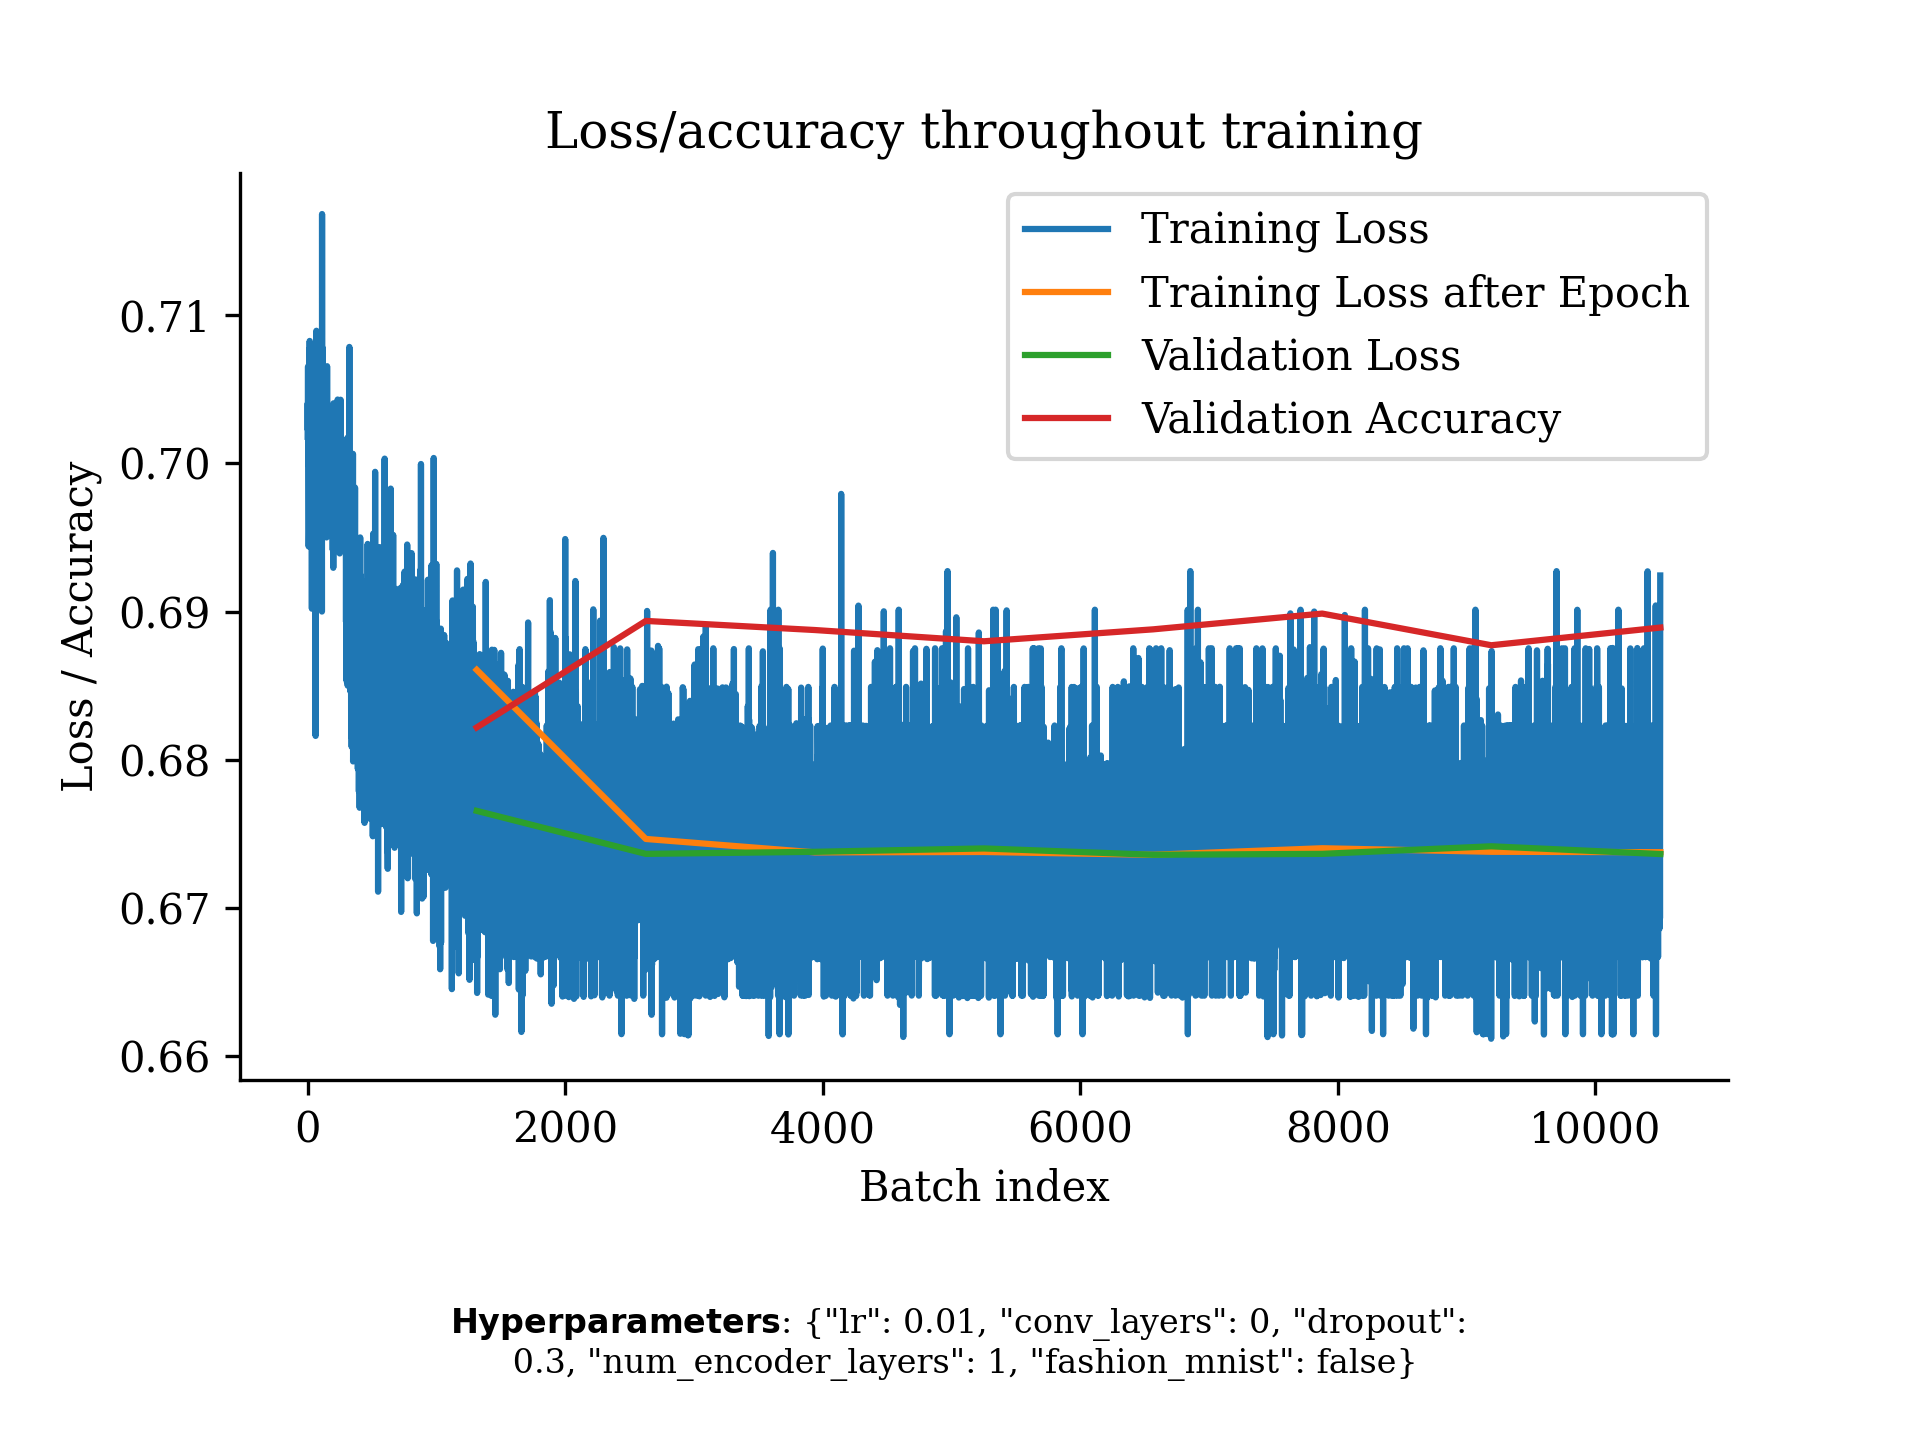 Loss/accuracy throughout training
Training Loss
Training Loss after Epoch
Validation Loss
Validation Accuracy
Loss / Accuracy
0.71
0.70
0.69
0.68
0.67
0.66
0 2000 4000 6000 8000 10000
Batch index
Hyperparameters: {"lr": 0.01, "conv_layers": 0, "dropout":
0.3, "num_encoder_layers": 1, "fashion_mnist": false}